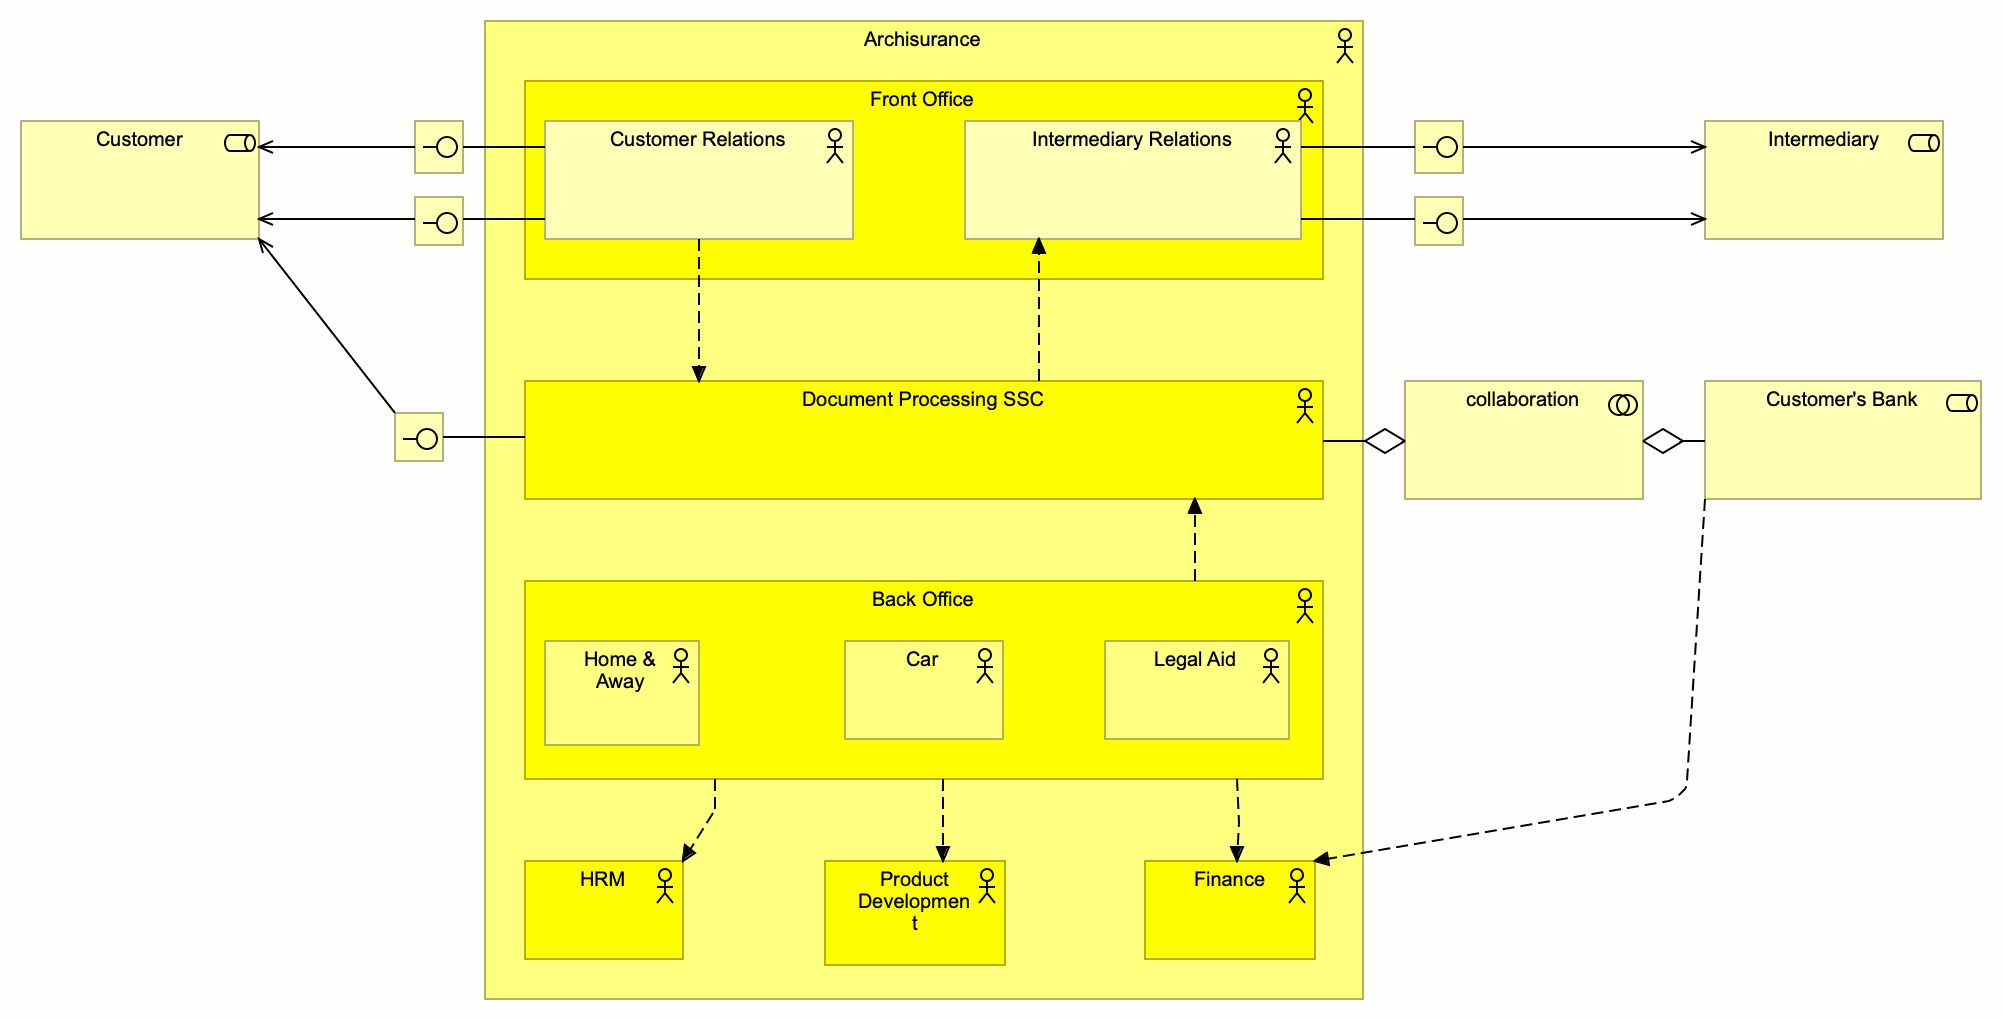 Archisurance
Front Office
Customer
Customer Relations
Intermediary Relations
Intermediary
Document Processing SSC
collaboration
Customer's Bank
Back Office
Home &
Away
Car
Legal Aid
HRM
Product
Developmen
t
Finance